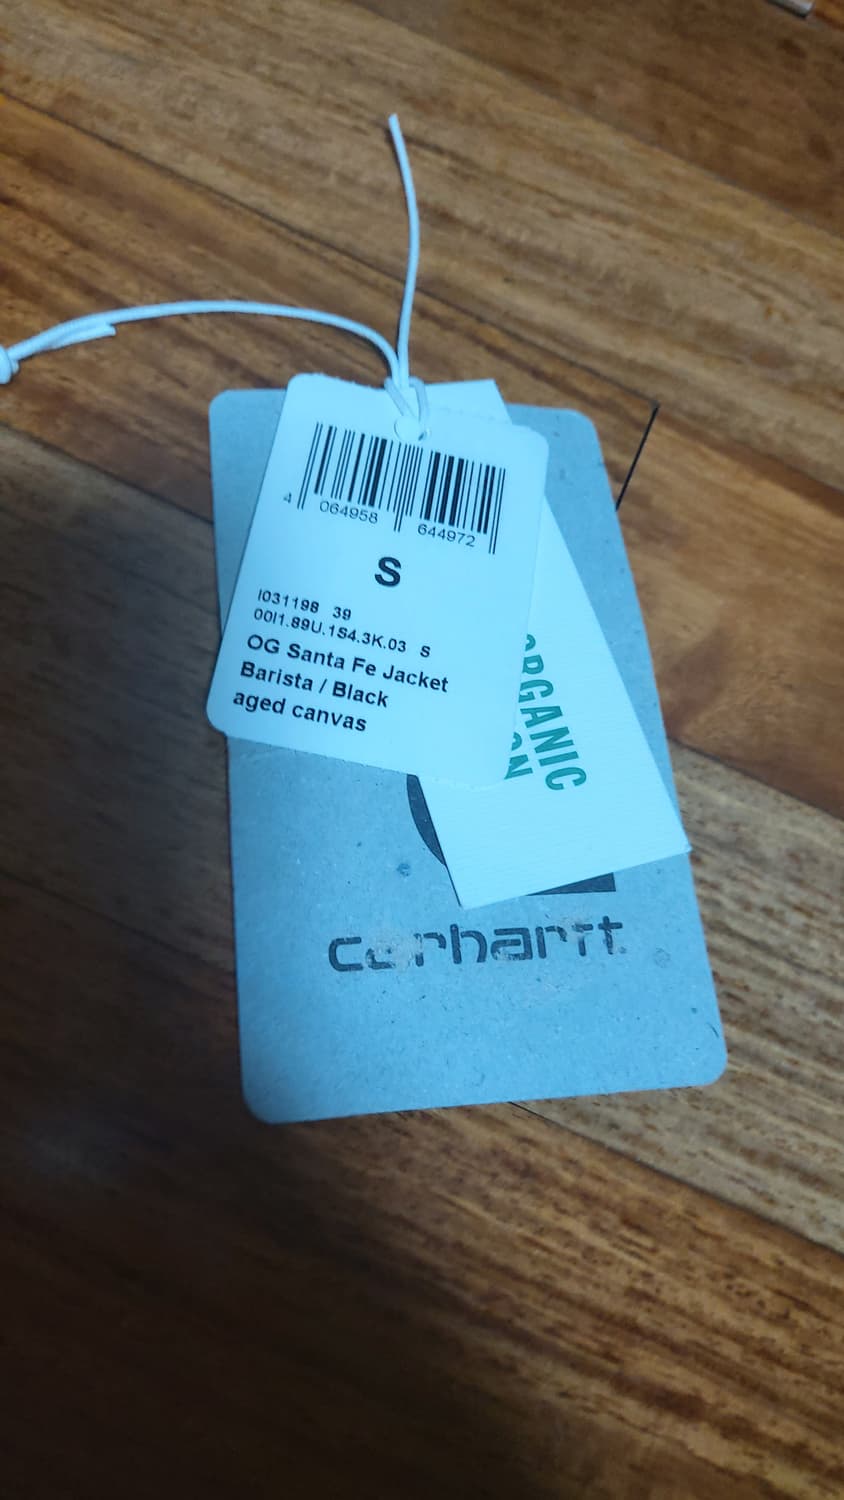 4 064958 644972
S
I031198 39
00I1.89U.1S4.3K.03 S
OG Santa Fe Jacket
Barista / Black
aged canvas
ORGANIC
carhartt